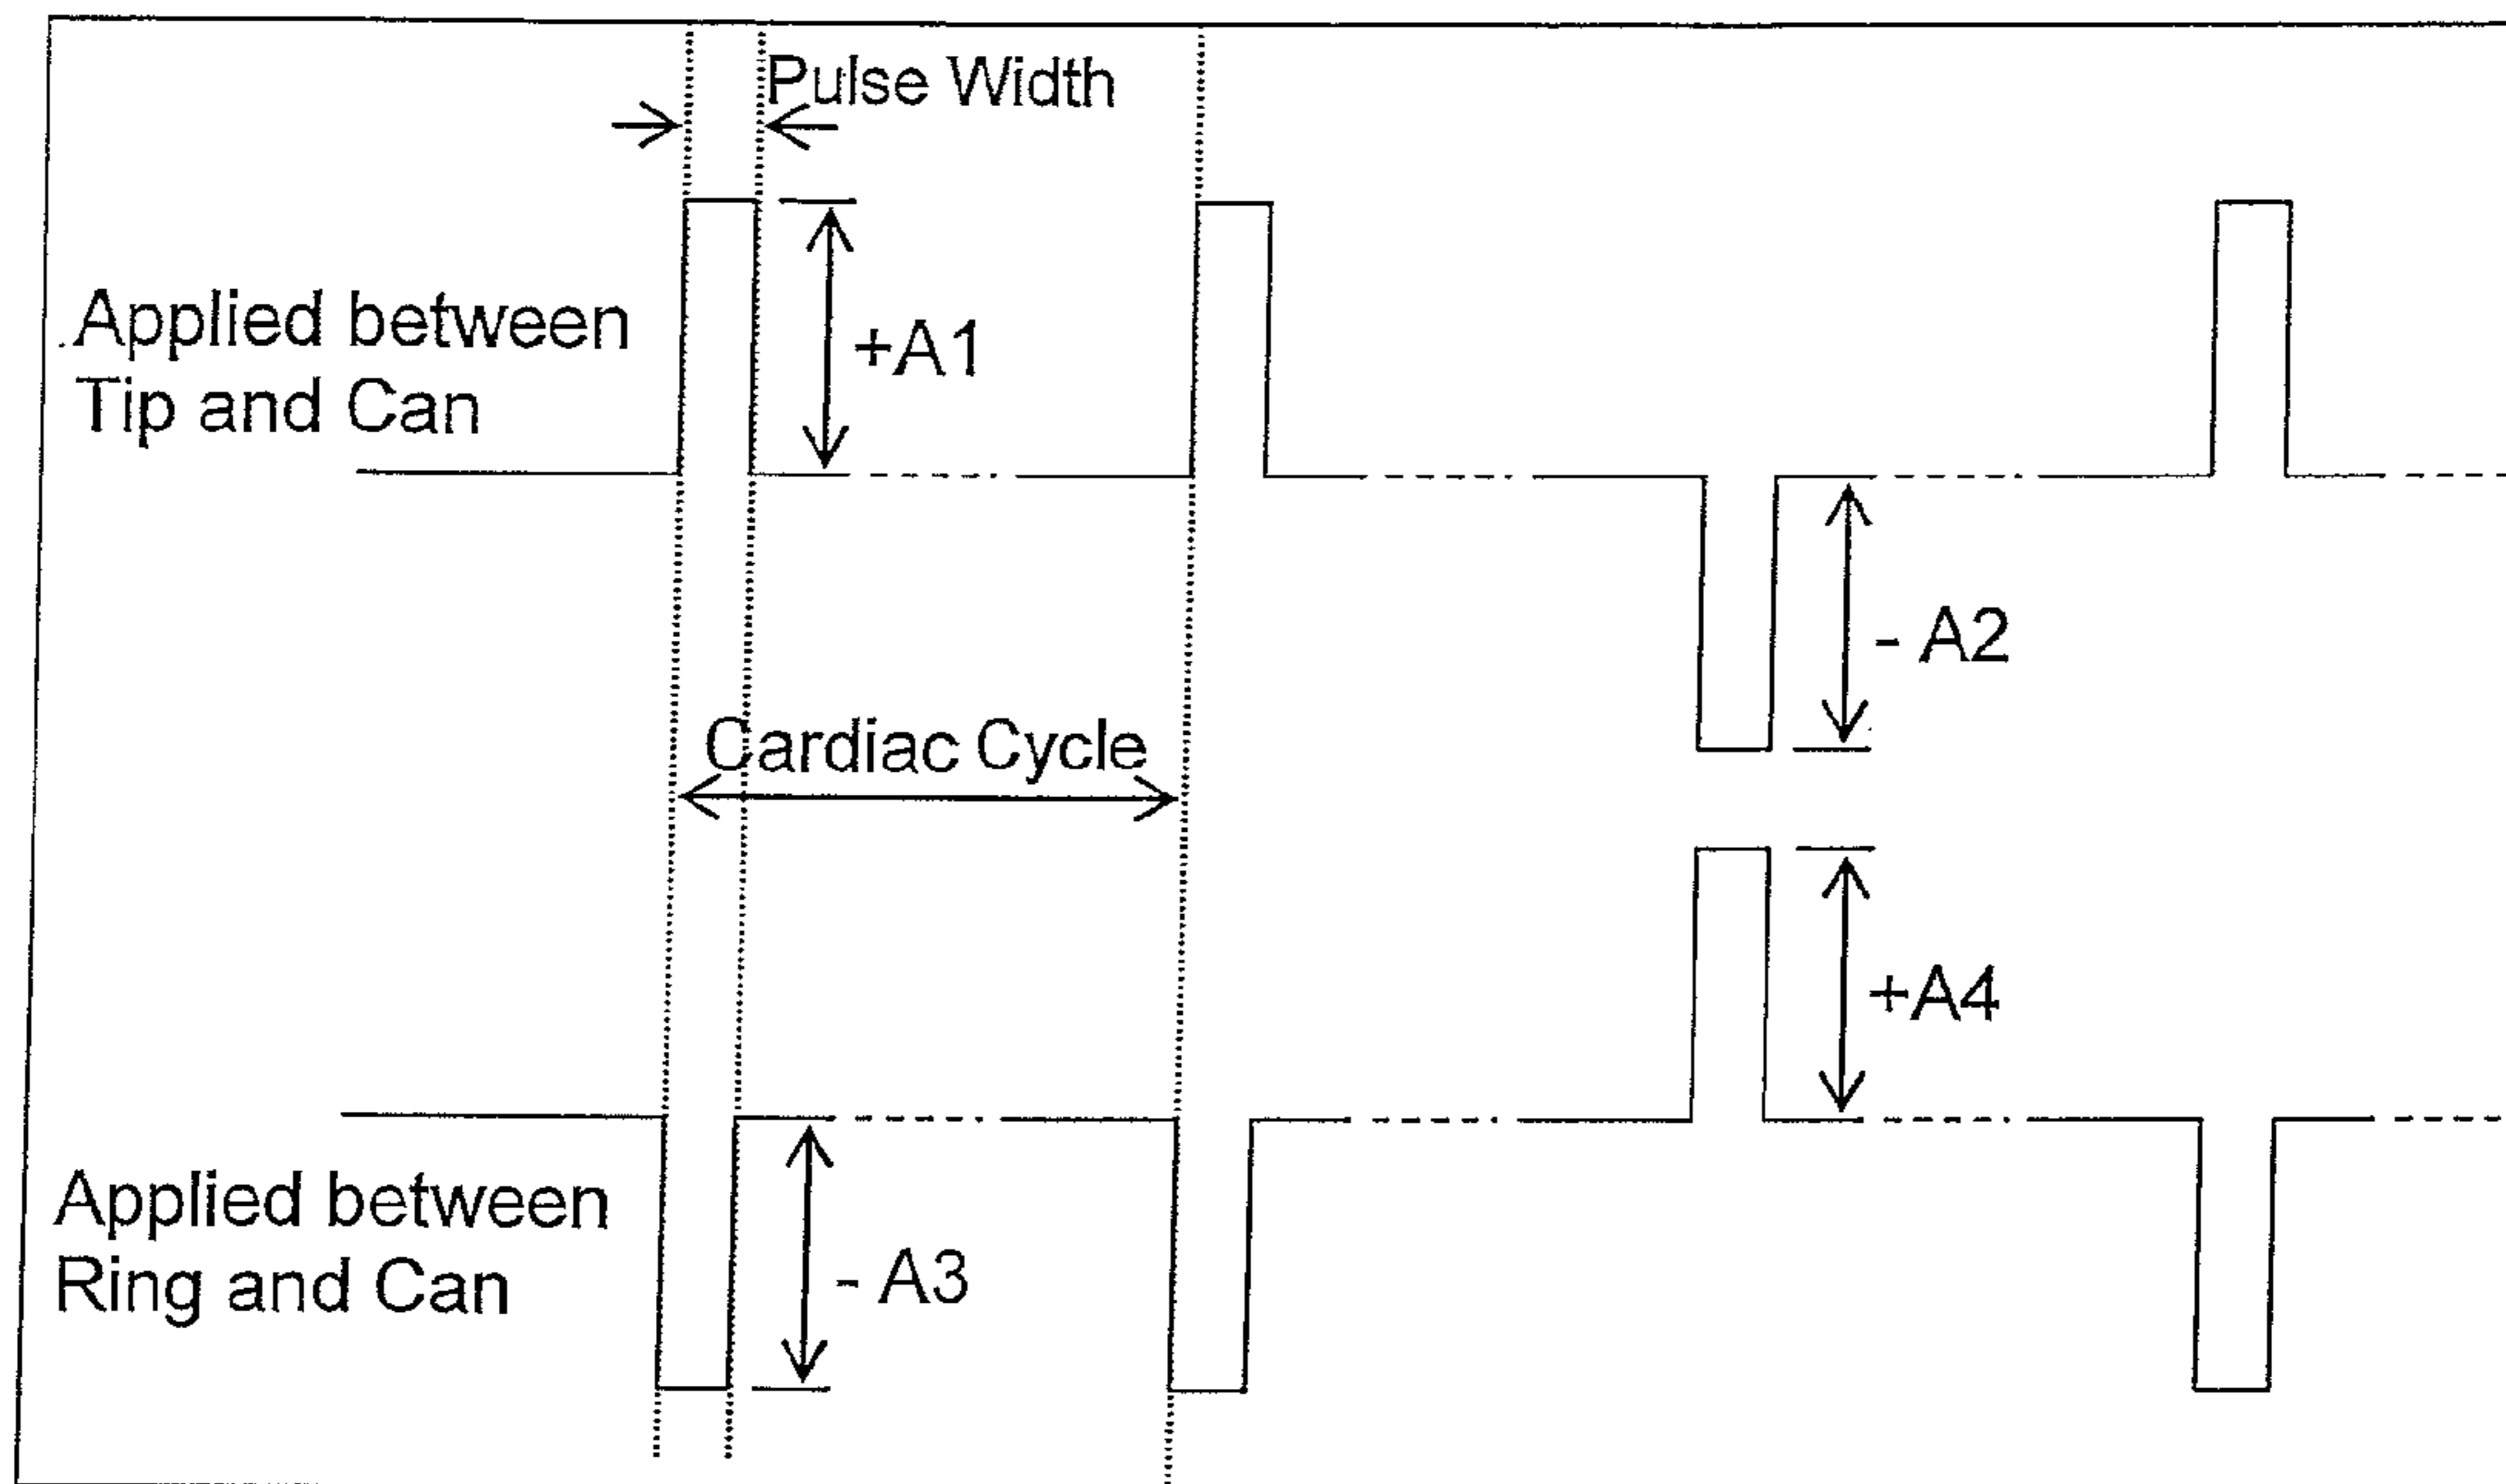 Pulse Width
Applied between
Tip and Can
+A1
- A2
Cardiac Cycle
+A4
Applied between
Ring and Can
- A3